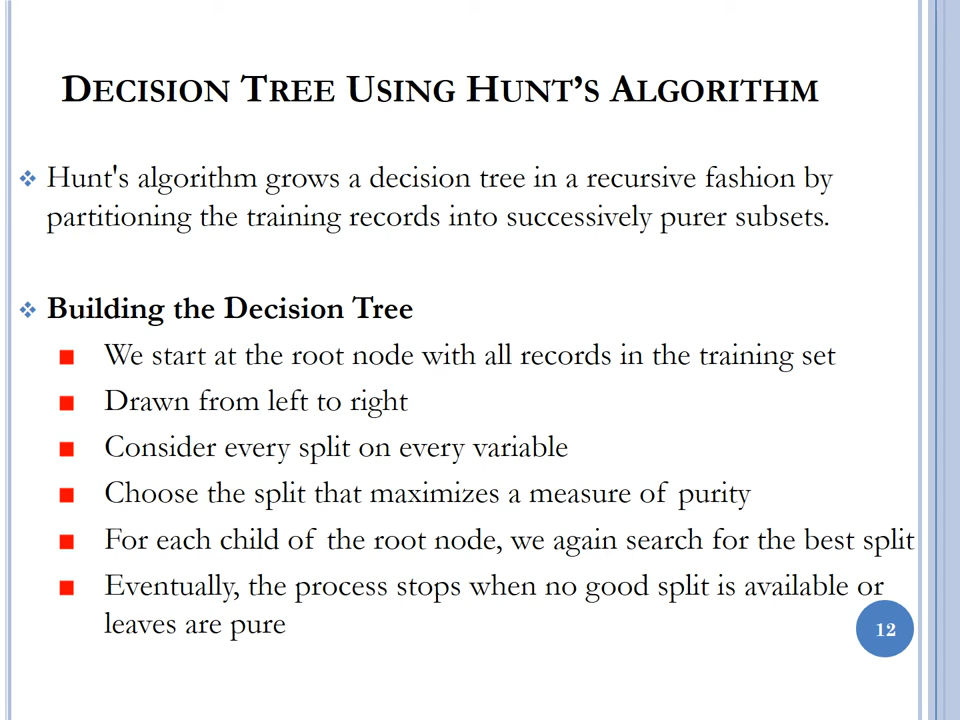 DECISION TREE USING HUNT’S ALGORITHM
Hunt's algorithm grows a decision tree in a recursive fashion by
partitioning the training records into successively purer subsets.
Building the Decision Tree
We start at the root node with all records in the training set
Drawn from left to right
Consider every split on every variable
Choose the split that maximizes a measure of purity
For each child of the root node, we again search for the best split
Eventually, the process stops when no good split is available or
leaves are pure
12